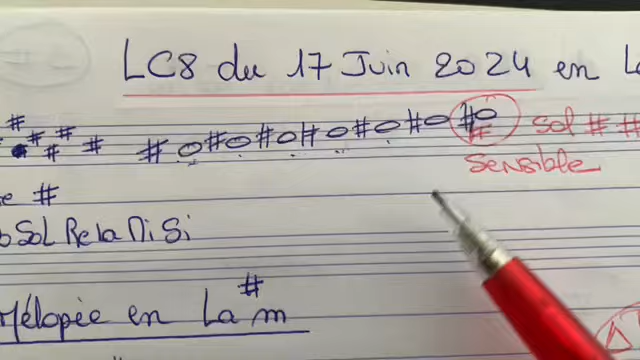 LC8 du 17 Juin 2024 en La
sol # #
Sensible
#
Sol Re La Mi Si
Mélopée en La # m